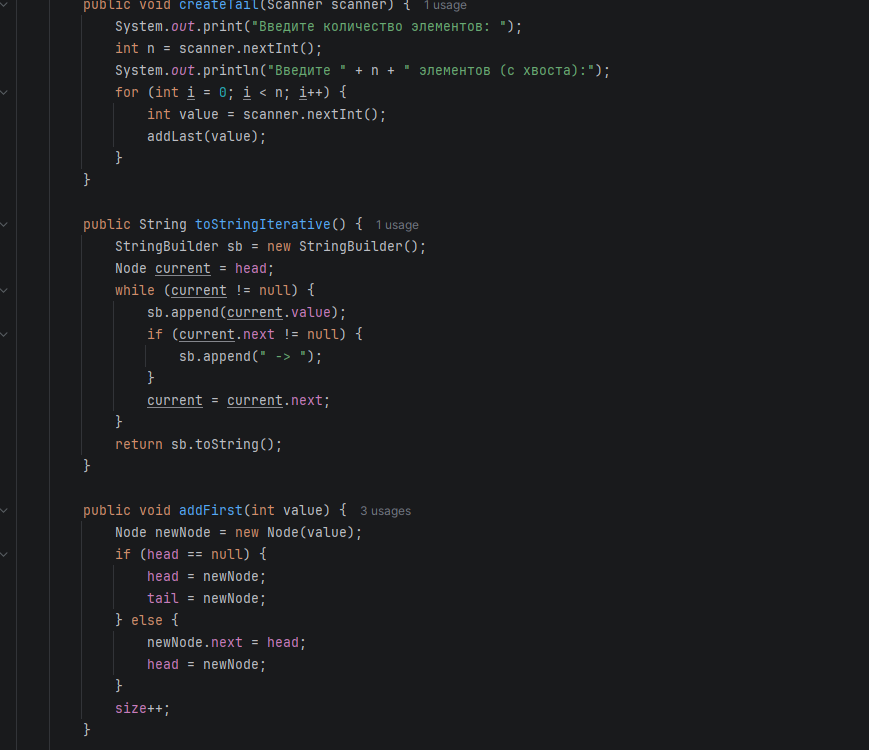 public void createTail(Scanner scanner) { 1 usage
System.out.print("Введите количество элементов: ");
int n = scanner.nextInt();
System.out.println("Введите " + n + " элементов (с хвоста):");
for (int i = 0; i < n; i++) {
int value = scanner.nextInt();
addLast(value);
}
}
public String toStringIterative() { 1 usage
StringBuilder sb = new StringBuilder();
Node current = head;
while (current != null) {
sb.append(current.value);
if (current.next != null) {
sb.append(" -> ");
}
current = current.next;
}
return sb.toString();
}
public void addFirst(int value) { 3 usages
Node newNode = new Node(value);
if (head == null) {
head = newNode;
tail = newNode;
} else {
newNode.next = head;
head = newNode;
}
size++;
}